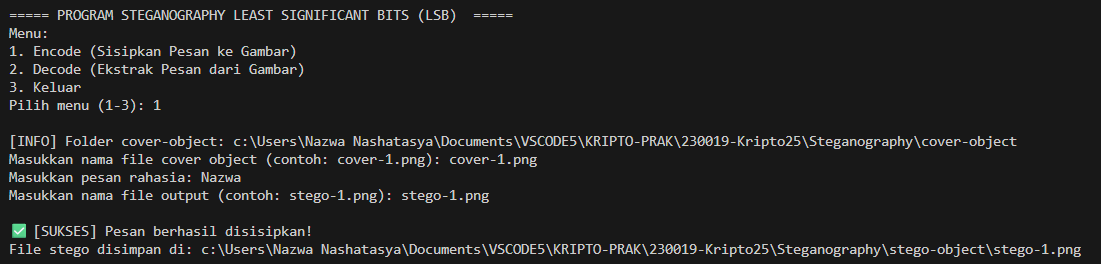 ===== PROGRAM STEGANOGRAPHY LEAST SIGNIFICANT BITS (LSB)  =====
Menu:
1. Encode (Sisipkan Pesan ke Gambar)
2. Decode (Ekstrak Pesan dari Gambar)
3. Keluar
Pilih menu (1-3): 1
[INFO] Folder cover-object: c:\Users\Nazwa Nashatasya\Documents\VSCODE5\KRIPTO-PRAK\230019-Kripto25\Steganography\cover-object
Masukkan nama file cover object (contoh: cover-1.png): cover-1.png
Masukkan pesan rahasia: Nazwa
Masukkan nama file output (contoh: stego-1.png): stego-1.png
✅ [SUKSES] Pesan berhasil disisipkan!
File stego disimpan di: c:\Users\Nazwa Nashatasya\Documents\VSCODE5\KRIPTO-PRAK\230019-Kripto25\Steganography\stego-object\stego-1.png